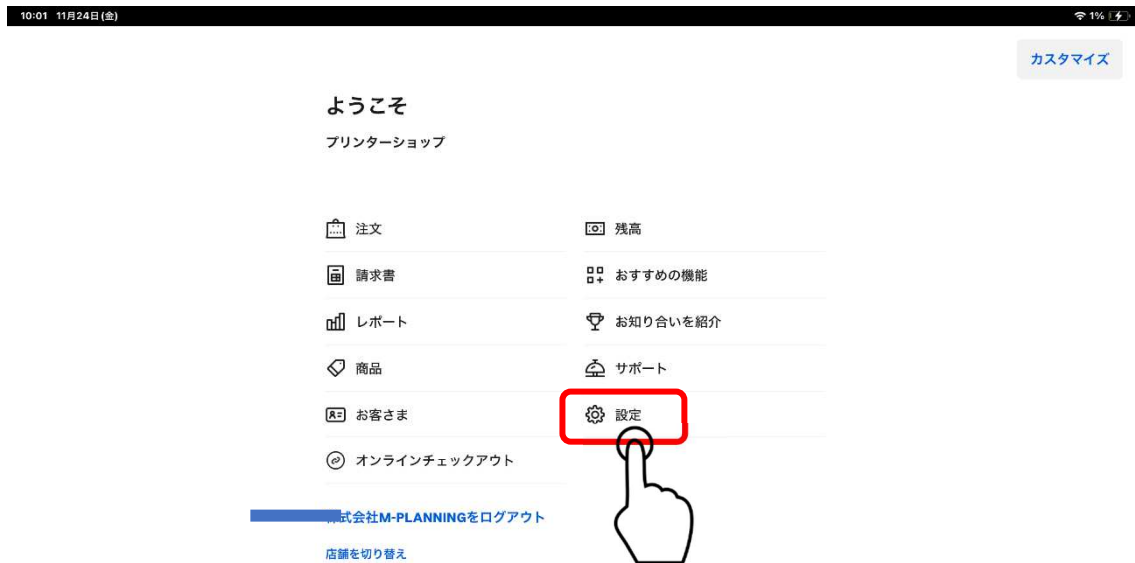 10:01 11月24日(金)
1%
カスタマイズ
ようこそ
プリンターショップ
注文
残高
請求書
おすすめの機能
レポート
お知り合いを紹介
商品
サポート
お客さま
設定
オンラインチェックアウト
式会社M-PLANNINGをログアウト
店舗を切り替え